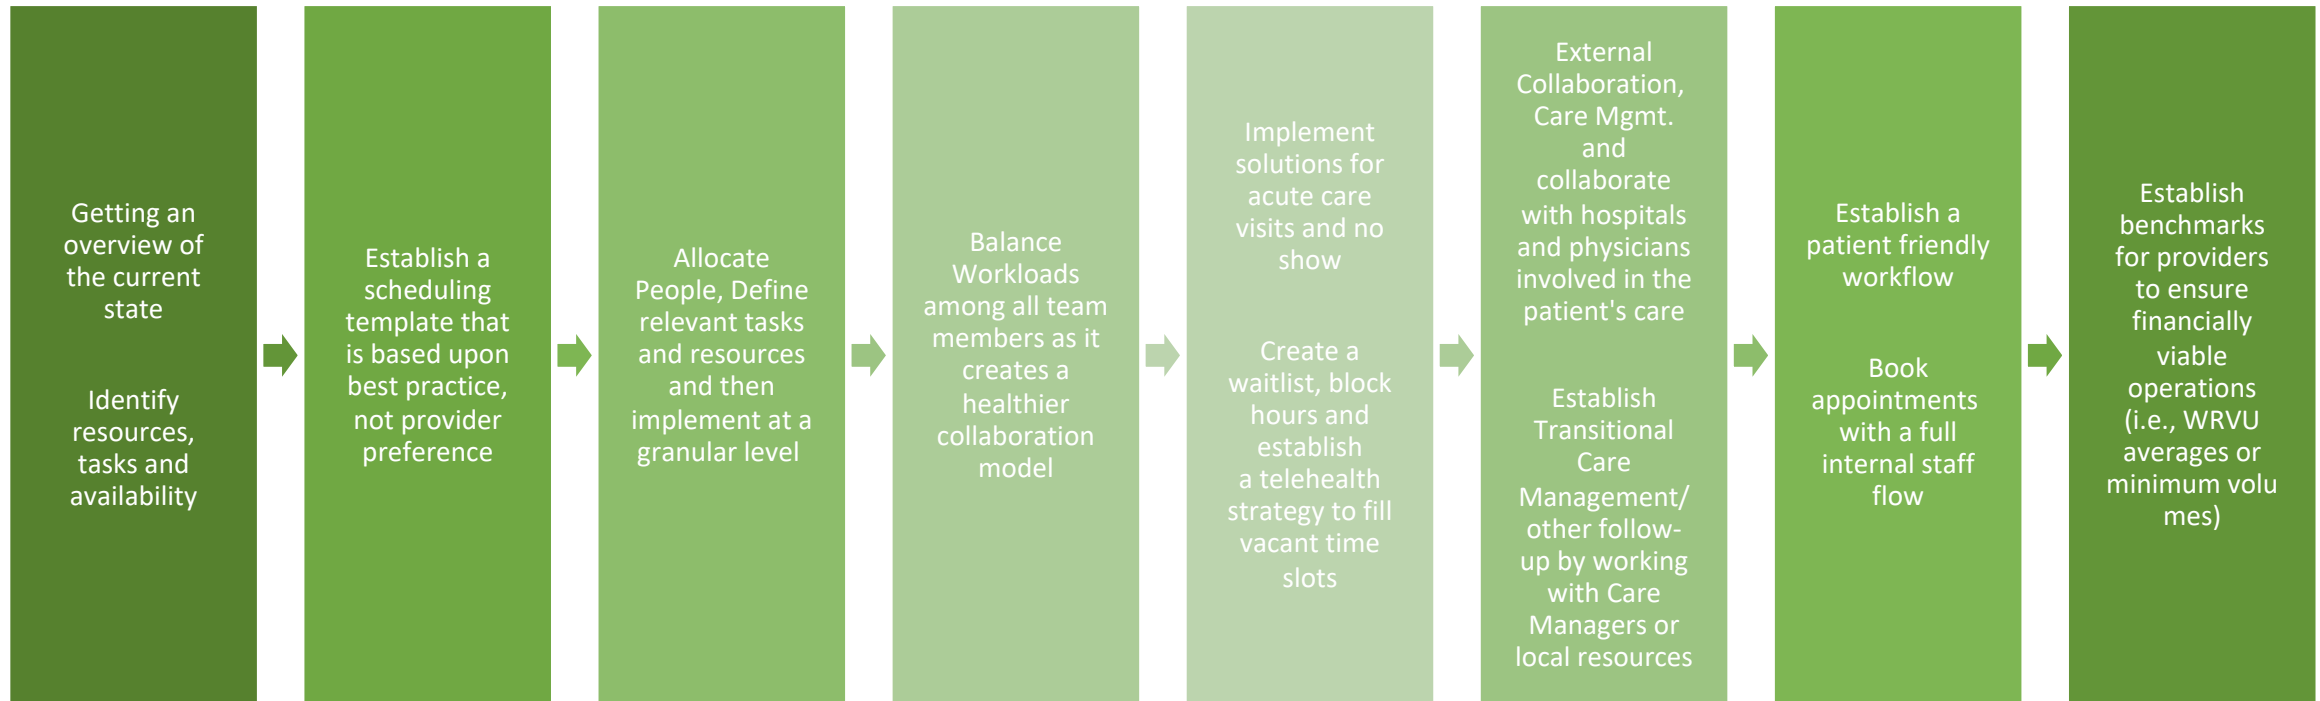 Getting an
overview of
the current
state
Identify
resources,
tasks and
availability
Establish a
scheduling
template that
is based upon
best practice,
not provider
preference
Allocate
People, Define
relevant tasks
and resources
and then
implement at a
granular level
Balance
Workloads
among all team
members as it
creates a
healthier
collaboration
model
Implement
solutions for
acute care
visits and no
show
Create a
waitlist, block
hours and
establish
a telehealth
strategy to fill
vacant time
slots
External
Collaboration,
Care Mgmt.
and
collaborate
with hospitals
and physicians
involved in the
patient's care
Establish
Transitional
Care
Management/
other follow-
up by working
with Care
Managers or
local resources
Establish a
patient friendly
workflow
Book
appointments
with a full
internal staff
flow
Establish
benchmarks
for providers
to ensure
financially
viable
operations
(i.e., WRVU
averages or
minimum volu
mes)